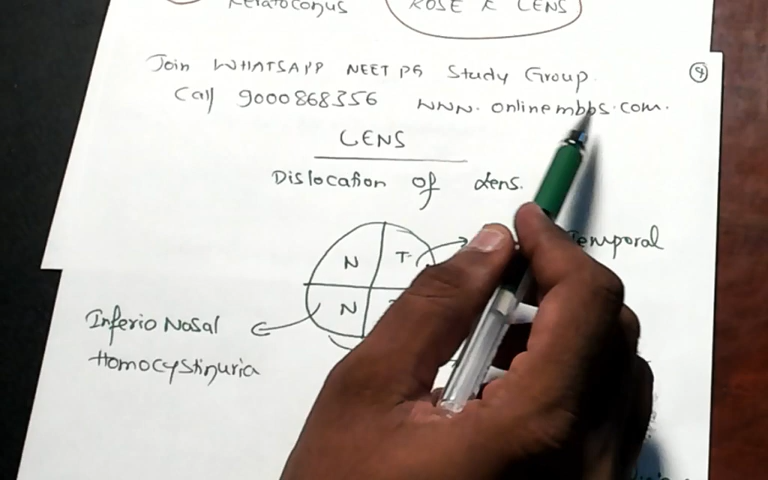 Keratoconus
ROSE K LENS
Join WHATSAPP NEET PG Study Group.
Call 9000868356 www.onlinembbs.com.
LENS
Dislocation of Lens.
N T
Temporal
N
Inferio Nasal
Homocystinuria